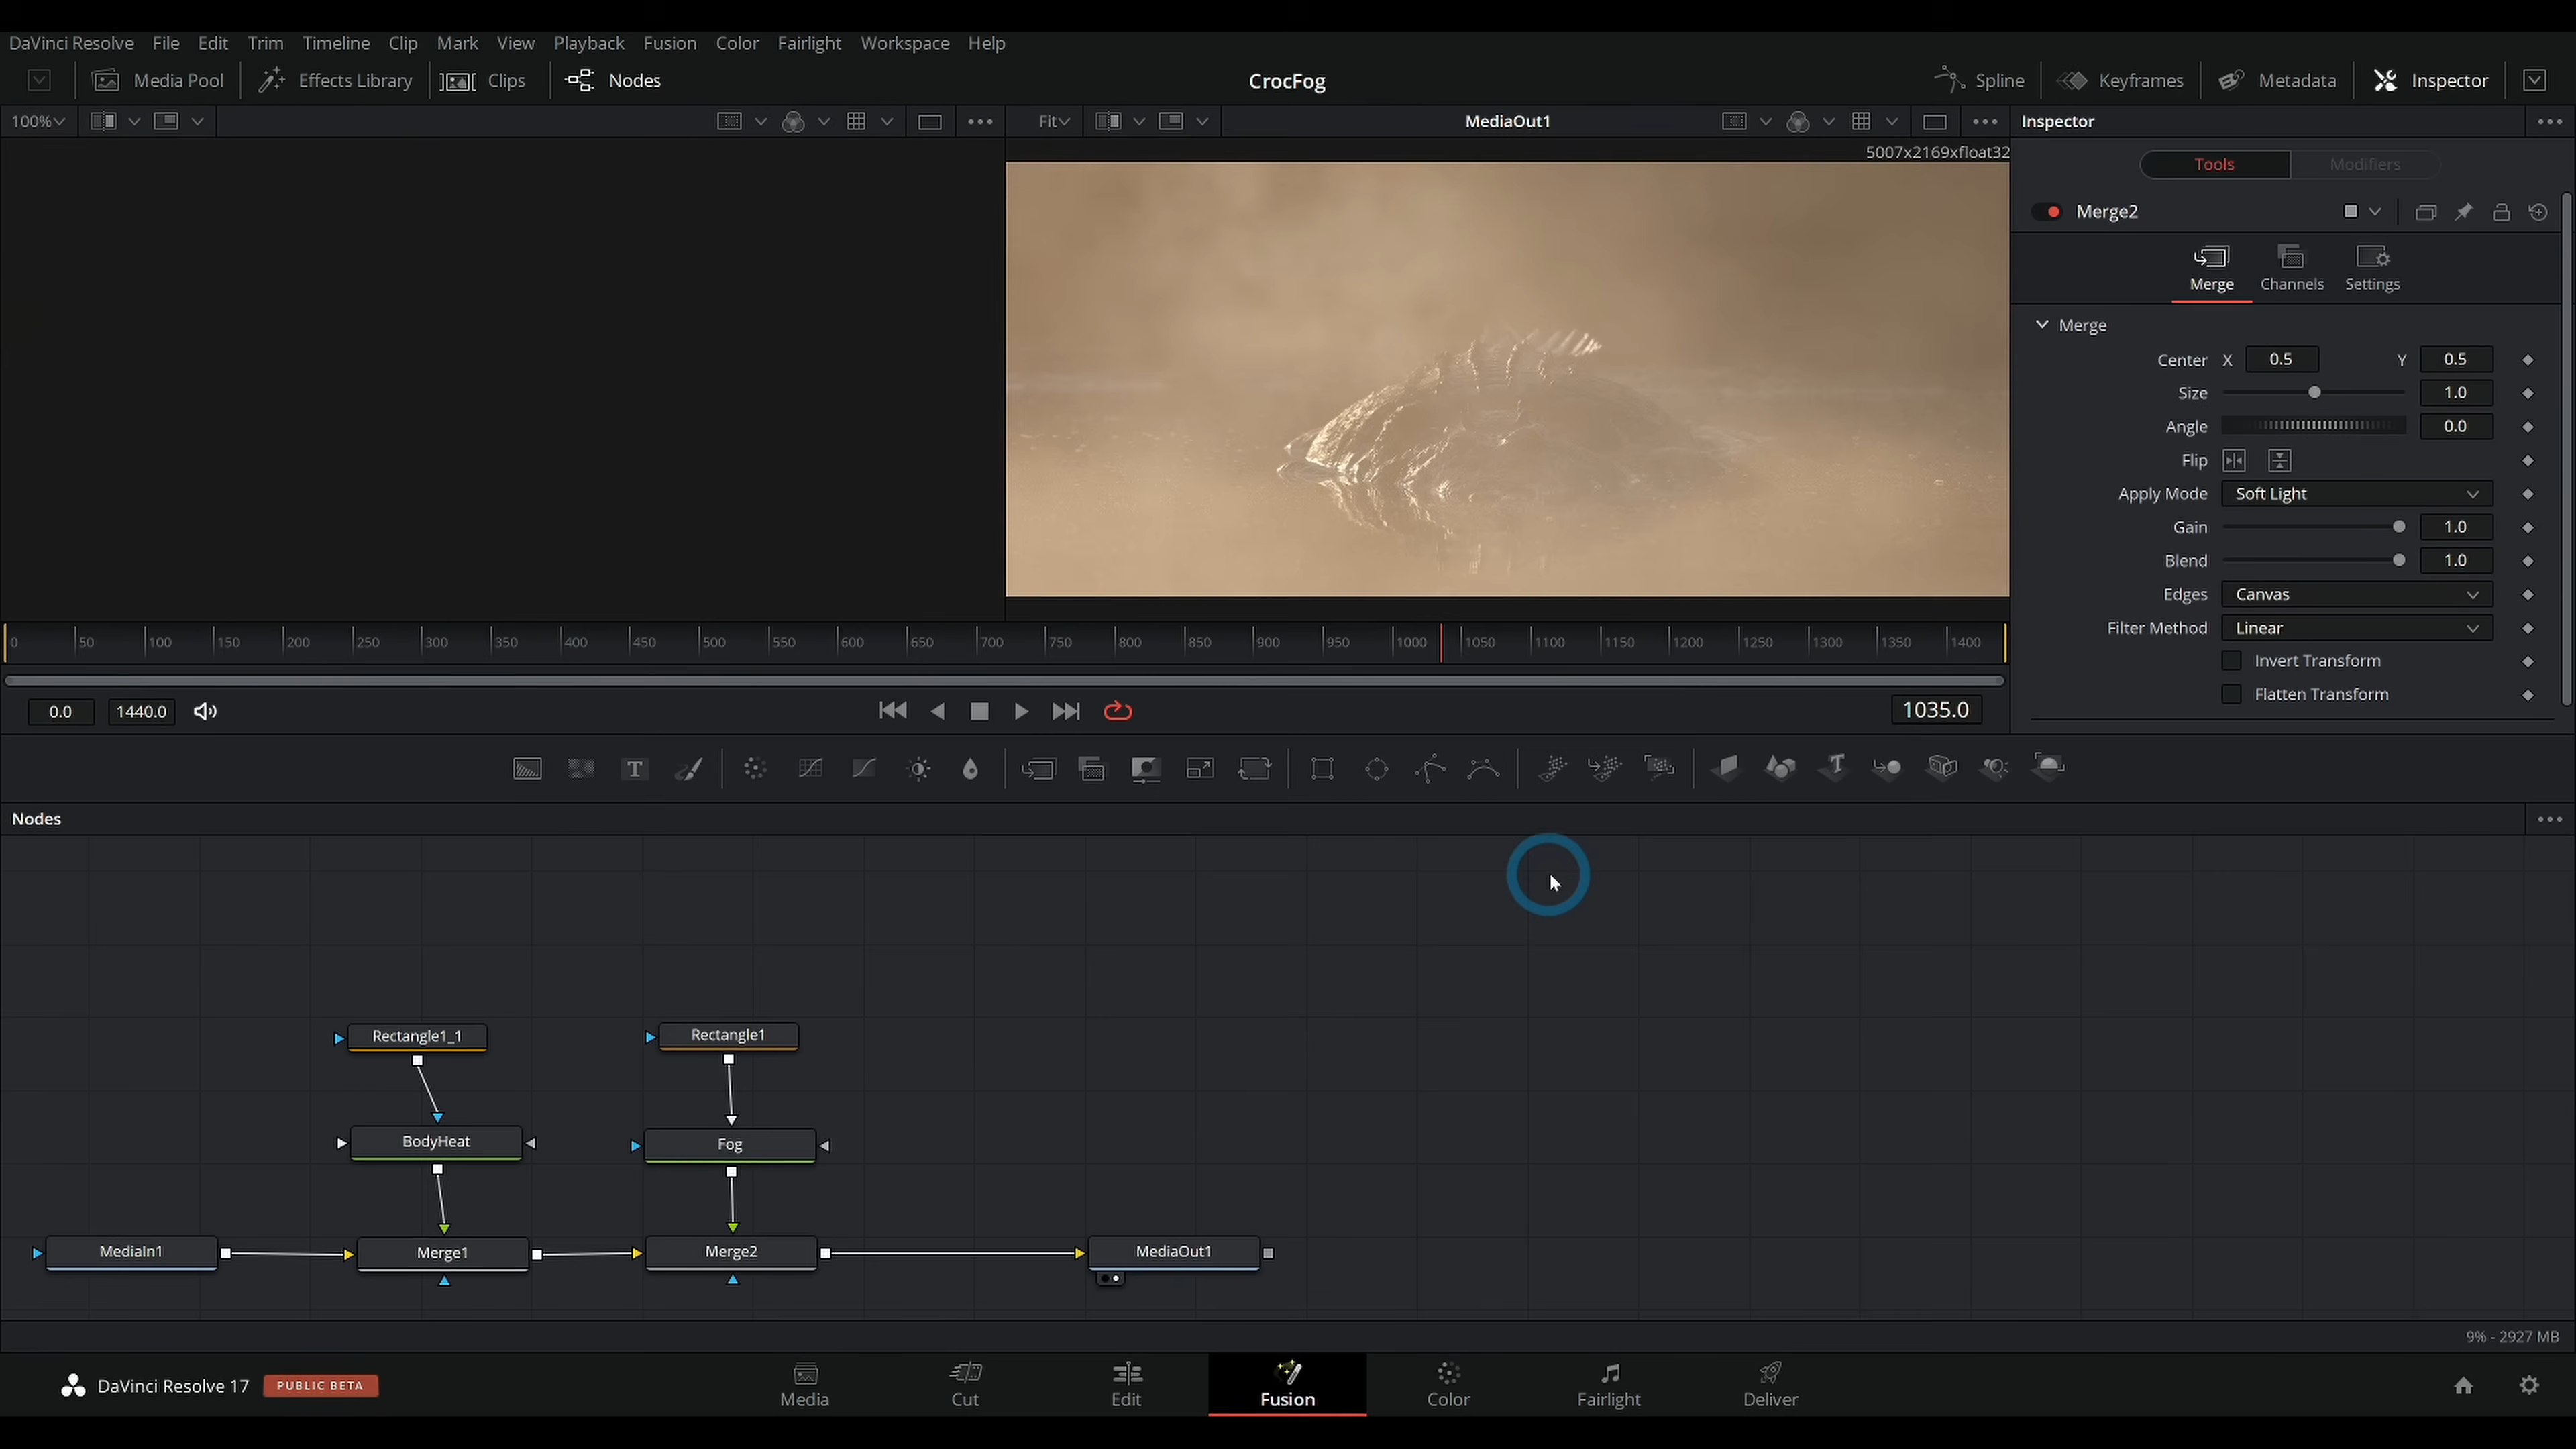 DaVinci Resolve File Edit Trim Timeline Clip Mark View Playback Fusion Color Fairlight Workspace Help
Media Pool Effects Library Clips Nodes CrocFog Spline Keyframes Metadata Inspector
100% Fit MediaOut1 Inspector
5007x2169xfloat32
Tools Modifiers
Merge2
Merge Channels Settings
Merge
Center X 0.5 Y 0.5
Size 1.0
Angle 0.0
Flip
Apply Mode Soft Light
Gain 1.0
Blend 1.0
Edges Canvas
Filter Method Linear
Invert Transform
Flatten Transform
0 50 100 150 200 250 300 350 400 450 500 550 600 650 700 750 800 850 900 950 1000 1050 1100 1150 1200 1250 1300 1350 1400
0.0 1440.0 1035.0
T T
Nodes
Rectangle1_1 Rectangle1
BodyHeat Fog
MediaIn1 Merge1 Merge2 MediaOut1
9% - 2927 MB
DaVinci Resolve 17 PUBLIC BETA
Media Cut Edit Fusion Color Fairlight Deliver